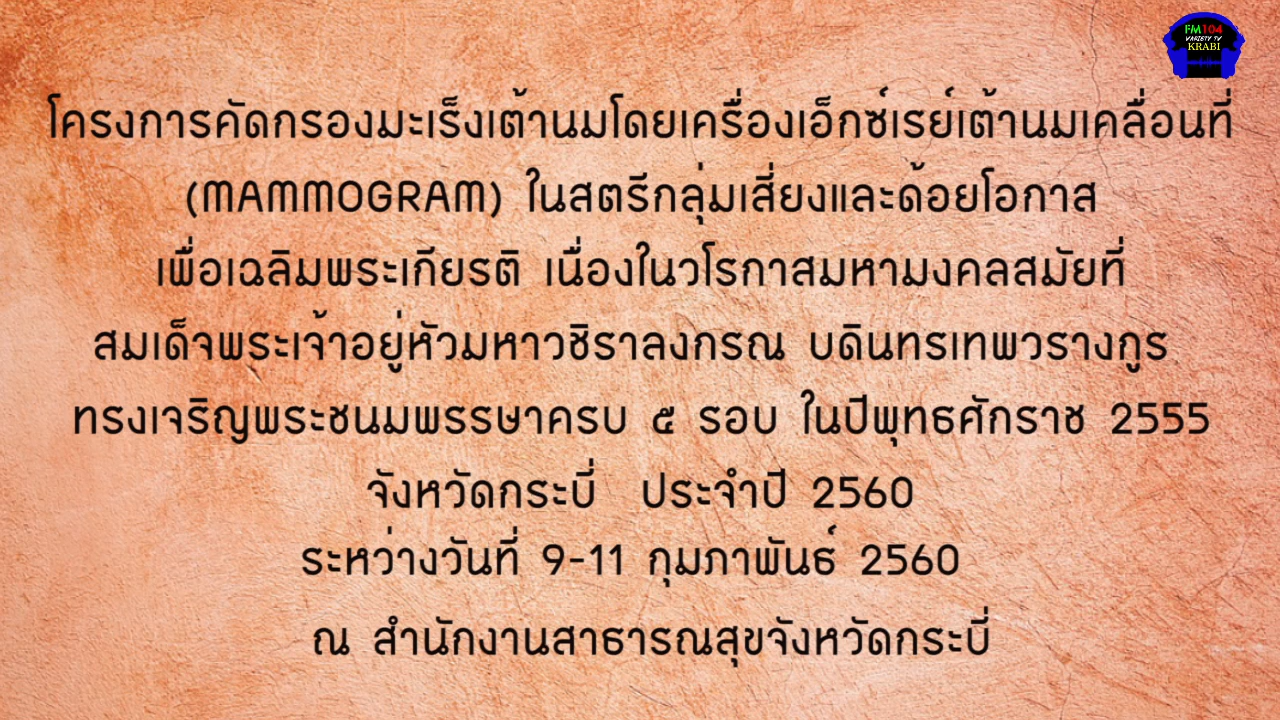 FM104
VARIETY TV
KRABI
โครงการคัดกรองมะเร็งเต้านมโดยเครื่องเอ็กซ์เรย์เต้านมเคลื่อนที่
(MAMMOGRAM) ในสตรีกลุ่มเสี่ยงและด้อยโอกาส
เพื่อเฉลิมพระเกียรติ เนื่องในวโรกาสมหามงคลสมัยที่
สมเด็จพระเจ้าอยู่หัวมหาวชิราลงกรณ บดินทรเทพวรางกูร
ทรงเจริญพระชนมพรรษาครบ ๕ รอบ ในปีพุทธศักราช 2555
จังหวัดกระบี่ ประจำปี 2560
ระหว่างวันที่ 9-11 กุมภาพันธ์ 2560
ณ สำนักงานสาธารณสุขจังหวัดกระบี่